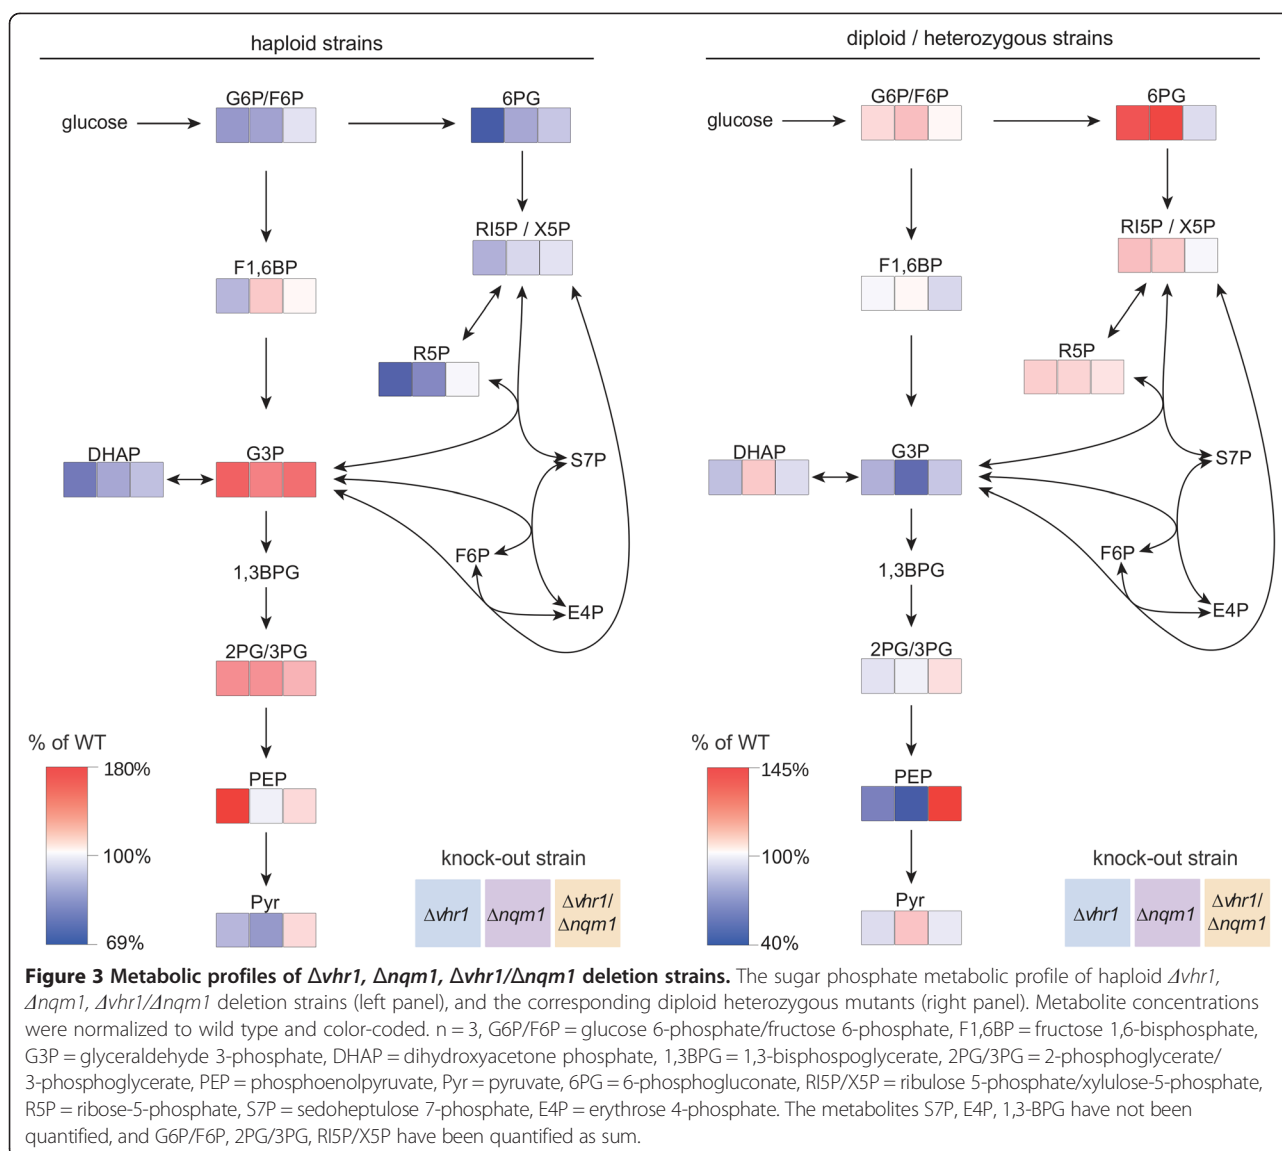 haploid strains
glucose
G6P/F6P
6PG
RI5P / X5P
F1,6BP
R5P
DHAP
G3P
S7P
F6P
1,3BPG
E4P
2PG/3PG
% of WT
180%
100%
69%
PEP
Pyr
knock-out strain
Δvhr1
Δnqm1
Δvhr1/
Δnqm1
diploid / heterozygous strains
glucose
G6P/F6P
6PG
RI5P / X5P
F1,6BP
R5P
DHAP
G3P
S7P
F6P
1,3BPG
E4P
2PG/3PG
% of WT
145%
100%
40%
PEP
Pyr
knock-out strain
Δvhr1
Δnqm1
Δvhr1/
Δnqm1
Figure 3 Metabolic profiles of Δvhr1, Δnqm1, Δvhr1/Δnqm1 deletion strains. The sugar phosphate metabolic profile of haploid Δvhr1,
Δnqm1, Δvhr1/Δnqm1 deletion strains (left panel), and the corresponding diploid heterozygous mutants (right panel). Metabolite concentrations
were normalized to wild type and color-coded. n = 3, G6P/F6P = glucose 6-phosphate/fructose 6-phosphate, F1,6BP = fructose 1,6-bisphosphate,
G3P = glyceraldehyde 3-phosphate, DHAP = dihydroxyacetone phosphate, 1,3BPG = 1,3-bisphospoglycerate, 2PG/3PG = 2-phosphoglycerate/
3-phosphoglycerate, PEP = phosphoenolpyruvate, Pyr = pyruvate, 6PG = 6-phosphogluconate, RI5P/X5P = ribulose 5-phosphate/xylulose-5-phosphate,
R5P = ribose-5-phosphate, S7P = sedoheptulose 7-phosphate, E4P = erythrose 4-phosphate. The metabolites S7P, E4P, 1,3-BPG have not been
quantified, and G6P/F6P, 2PG/3PG, RI5P/X5P have been quantified as sum.